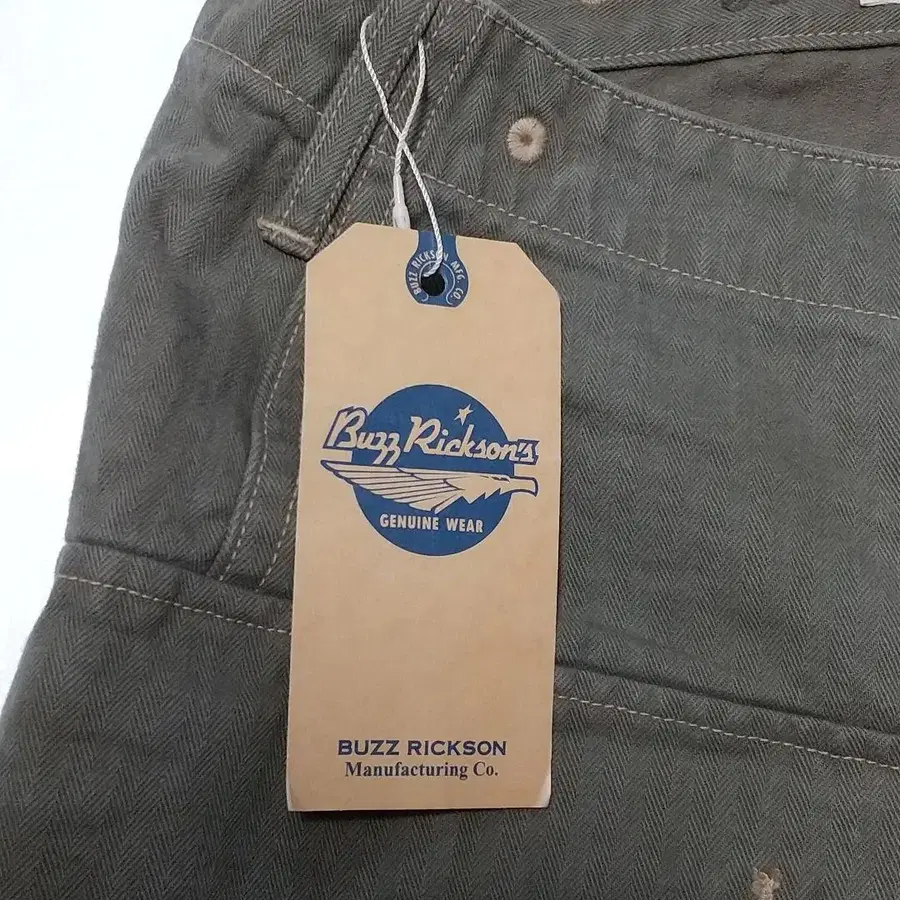 BUZZ RICKSON MFG. CO.
Buzz Rickson's
GENUINE WEAR
BUZZ RICKSON
Manufacturing Co.